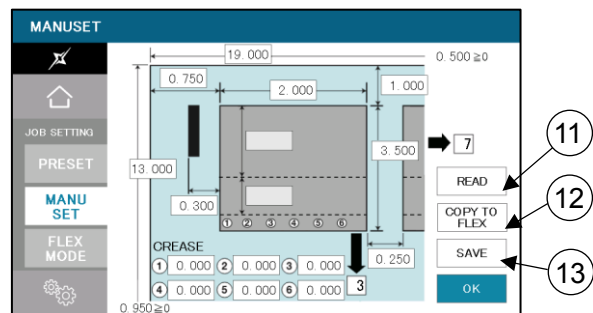 MANUSET
19.000
0.500≧0
0.750
2.000
1.000
JOB SETTING
PRESET
MANU
SET
FLEX
MODE
13.000
3.500
7
0.300
① ② ③ ④ ⑤ ⑥
CREASE
① 0.000 ② 0.000 ③ 0.000
④ 0.000 ⑤ 0.000 ⑥ 0.000
3
0.250
0.950≧0
READ
COPY TO
FLEX
SAVE
OK
11
12
13